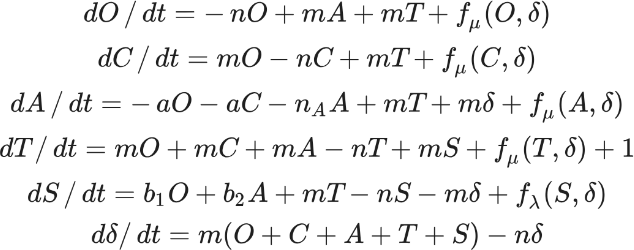 dO / dt = − nO + mA + mT + f_μ(O, δ)
dC / dt = mO − nC + mT + f_μ(C, δ)
dA / dt = − aO − aC − n_A A + mT + mδ + f_μ(A, δ)
dT / dt = mO + mC + mA − nT + mS + f_μ(T, δ) + 1
dS / dt = b₁O + b₂A + mT − nS − mδ + f_λ(S, δ)
dδ / dt = m(O + C + A + T + S) − nδ